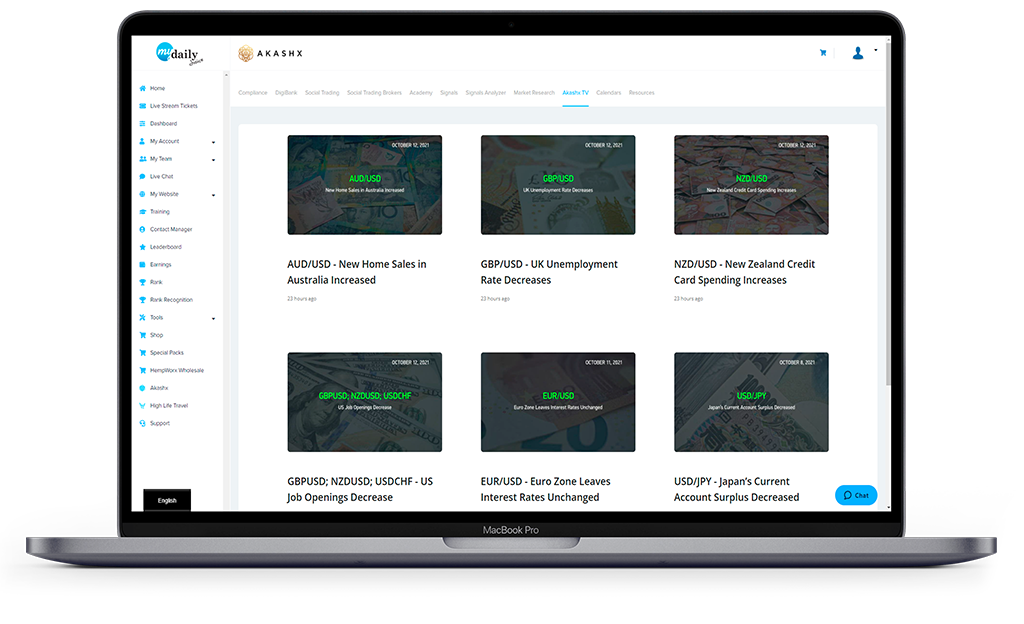 my daily
Choice
AKASHX
Home
Live Stream Tickets
Dashboard
My Account
My Team
Live Chat
My Website
Training
Contact Manager
Leaderboard
Earnings
Rank
Rank Recognition
Tools
Shop
Special Packs
HempWorx Wholesale
Akashx
High Life Travel
Support
English
Compliance DigiBank Social Trading Social Trading Brokers Academy Signals Signals Analyzer Market Research Akashx TV Calendars Resources
OCTOBER 12, 2021
AUD/USD
New Home Sales in Australia Increased
AUD/USD - New Home Sales in
Australia Increased
23 hours ago
OCTOBER 12, 2021
GBP/USD
UK Unemployment Rate Decreases
GBP/USD - UK Unemployment
Rate Decreases
23 hours ago
OCTOBER 12, 2021
NZD/USD
New Zealand Credit Card Spending Increases
NZD/USD - New Zealand Credit
Card Spending Increases
23 hours ago
OCTOBER 12, 2021
GBPUSD; NZDUSD; USDCHF
US Job Openings Decrease
GBPUSD; NZDUSD; USDCHF - US
Job Openings Decrease
OCTOBER 11, 2021
EUR/USD
Euro Zone Leaves Interest Rates Unchanged
EUR/USD - Euro Zone Leaves
Interest Rates Unchanged
OCTOBER 8, 2021
USD/JPY
Japan's Current Account Surplus Decreased
USD/JPY - Japan's Current
Account Surplus Decreased
Chat
MacBook Pro